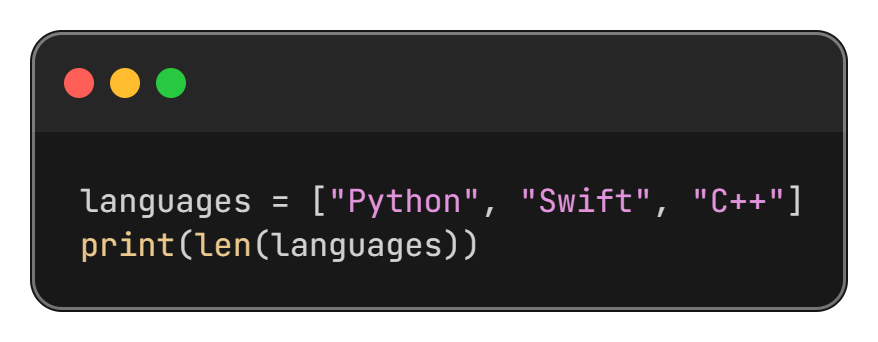 languages = ["Python", "Swift", "C++"]
print(len(languages))